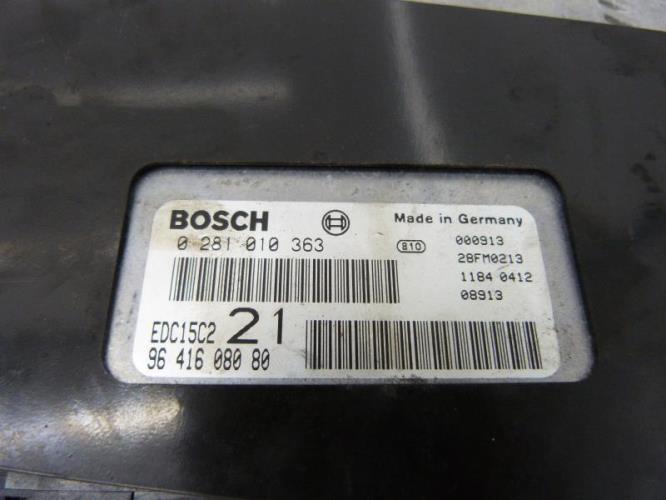 BOSCH
Made in Germany
0 281 010 363
810
000913
28FM0213
1184 0412
08913
EDC15C2
21
96 416 080 80